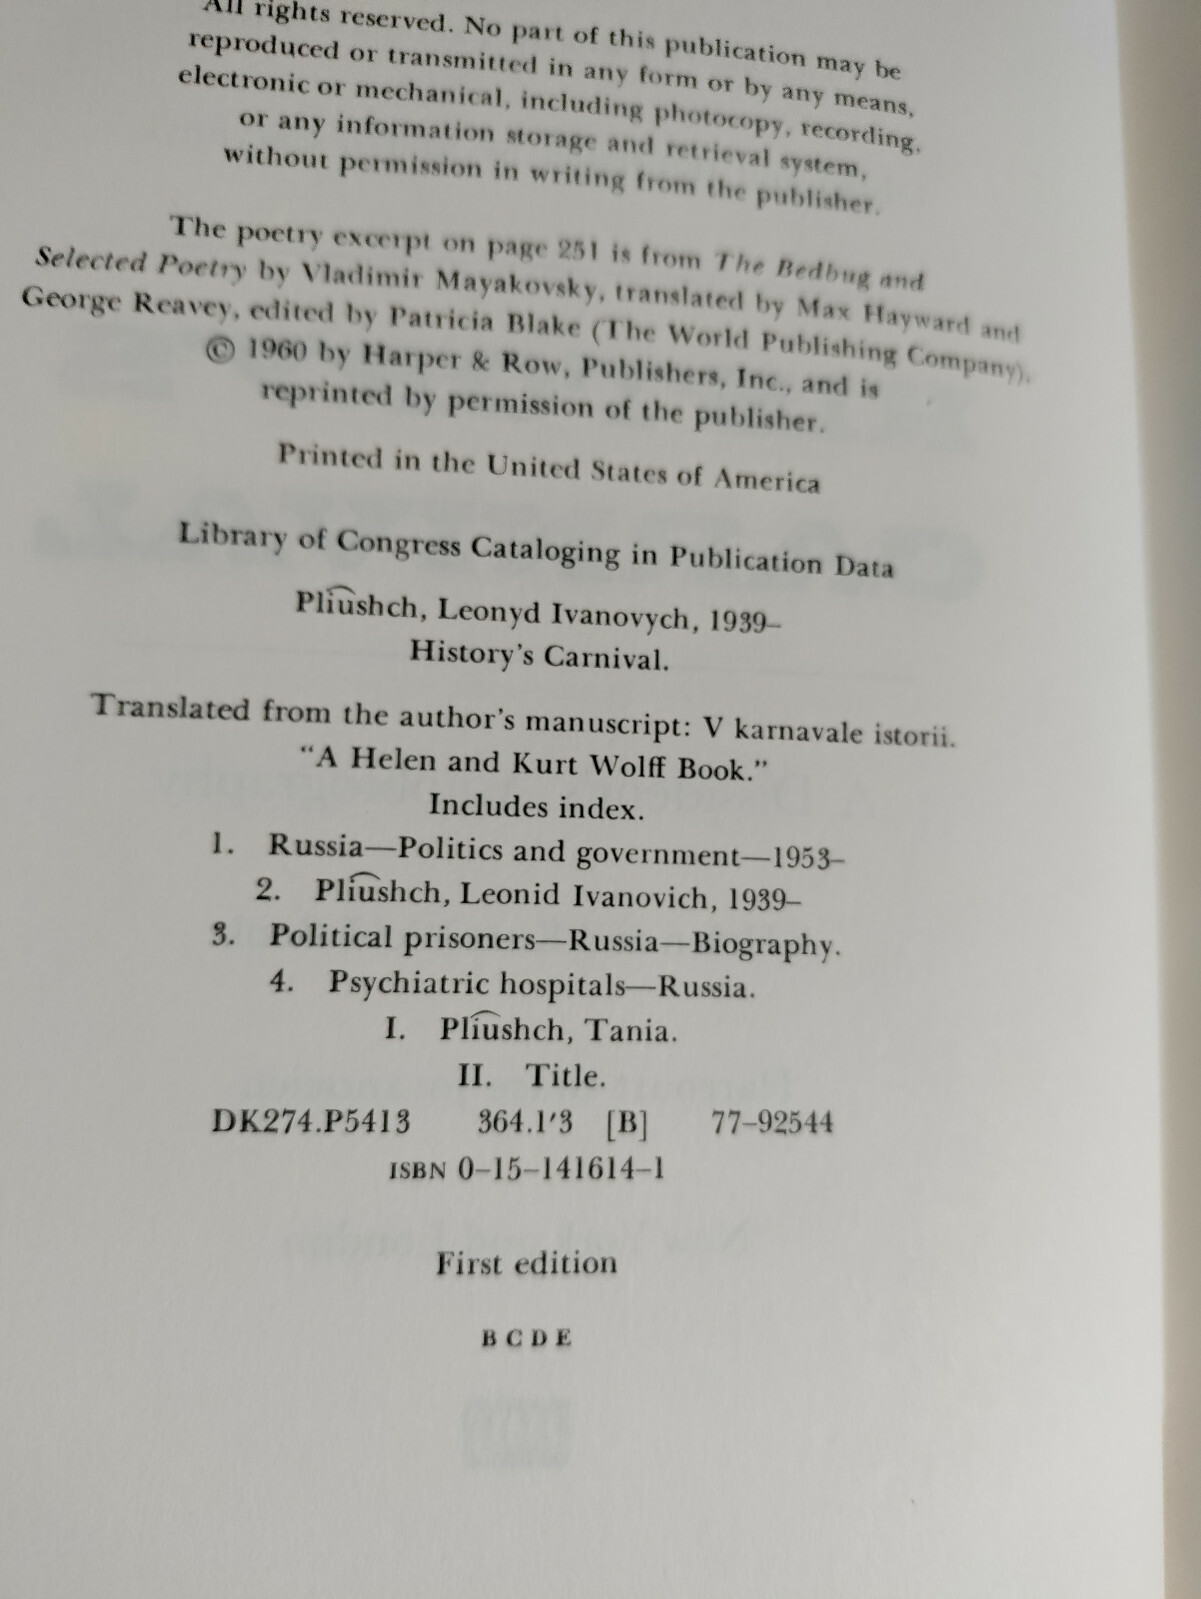 All rights reserved. No part of this publication may be
reproduced or transmitted in any form or by any means,
electronic or mechanical, including photocopy, recording,
or any information storage and retrieval system,
without permission in writing from the publisher.
The poetry excerpt on page 251 is from The Bedbug and
Selected Poetry by Vladimir Mayakovsky, translated by Max Hayward and
George Reavey, edited by Patricia Blake (The World Publishing Company).
© 1960 by Harper & Row, Publishers, Inc., and is
reprinted by permission of the publisher.
Printed in the United States of America
Library of Congress Cataloging in Publication Data
Pli͡ushch, Leonyd Ivanovych, 1939–
History's Carnival.
Translated from the author's manuscript: V karnavale istorii.
"A Helen and Kurt Wolff Book."
Includes index.
1. Russia—Politics and government—1953–
2. Pli͡ushch, Leonid Ivanovich, 1939–
3. Political prisoners—Russia—Biography.
4. Psychiatric hospitals—Russia.
I. Pli͡ushch, Tania.
II. Title.
DK274.P5413 364.1'3 [B] 77–92544
ISBN 0–15–141614–1
First edition
B C D E